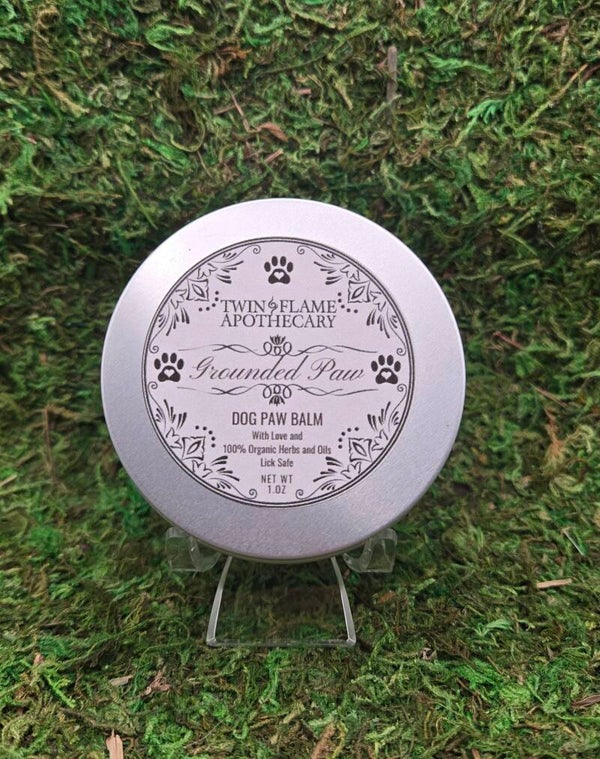 TWIN FLAME
APOTHECARY
Grounded Paw
DOG PAW BALM
With Love and
100% Organic Herbs and Oils
Lick Safe
NET WT
1.OZ